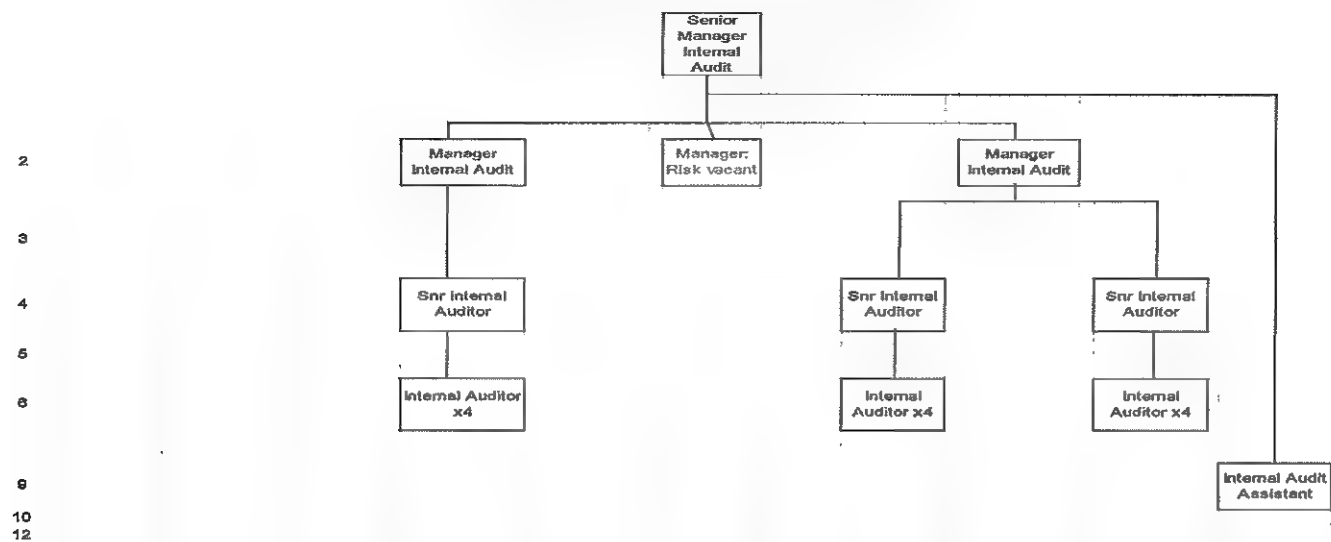 Senior
Manager
Internal
Audit
2
Manager
Internal Audit
Manager:
Risk vacant
Manager
Internal Audit
3
4
Snr Internal
Auditor
Snr Internal
Auditor
Snr Internal
Auditor
5
6
Internal Auditor
x4
Internal
Auditor x4
Internal
Auditor x4
9
Internal Audit
Assistant
10
12